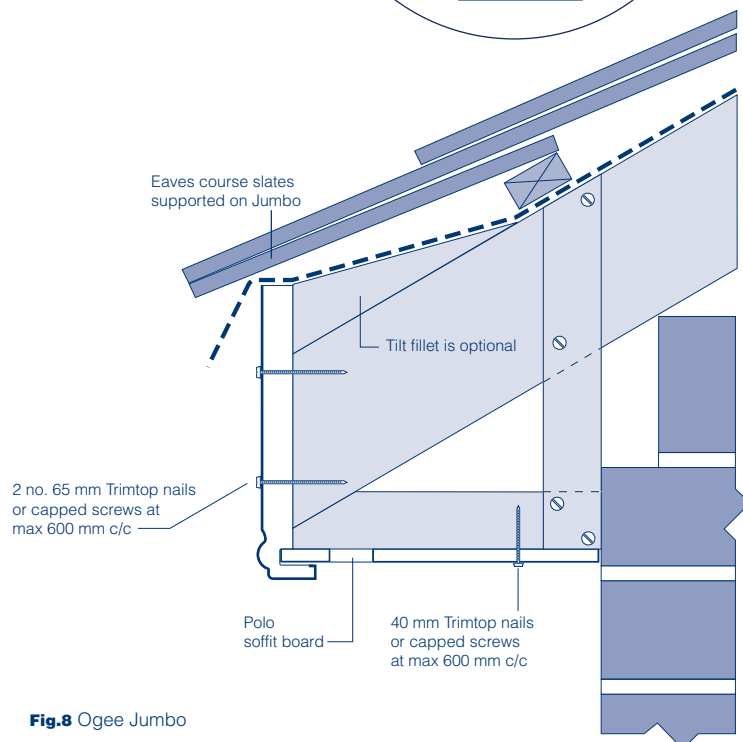 Eaves course slates
supported on Jumbo
Tilt fillet is optional
2 no. 65 mm Trimtop nails
or capped screws at
max 600 mm c/c
Polo
soffit board
40 mm Trimtop nails
or capped screws
at max 600 mm c/c
Fig.8 Ogee Jumbo